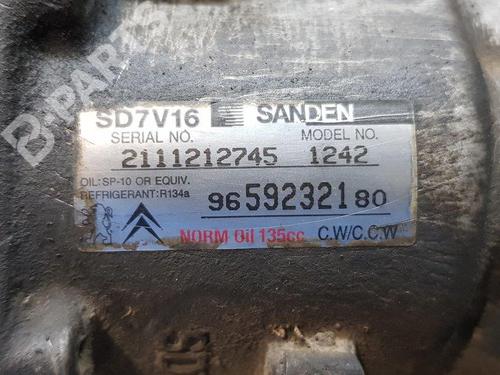 B-PARTS
SD7V16 SANDEN
SERIAL NO. MODEL NO.
2111212745 1242
OIL: SP-10 OR EQUIV.
REFRIGERANT: R134a
9659232180
NORM Oil 135cc C.W/C.C.W